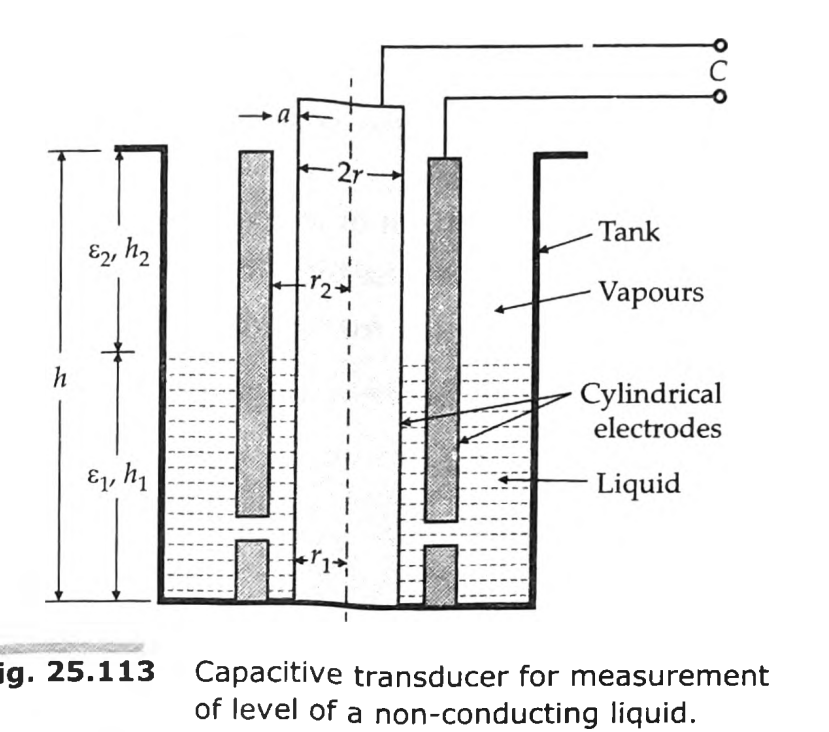 C
a
2r
ε₂, h₂
r₂
Tank
Vapours
h
Cylindrical
electrodes
ε₁, h₁
Liquid
r₁
ig. 25.113 Capacitive transducer for measurement
of level of a non-conducting liquid.